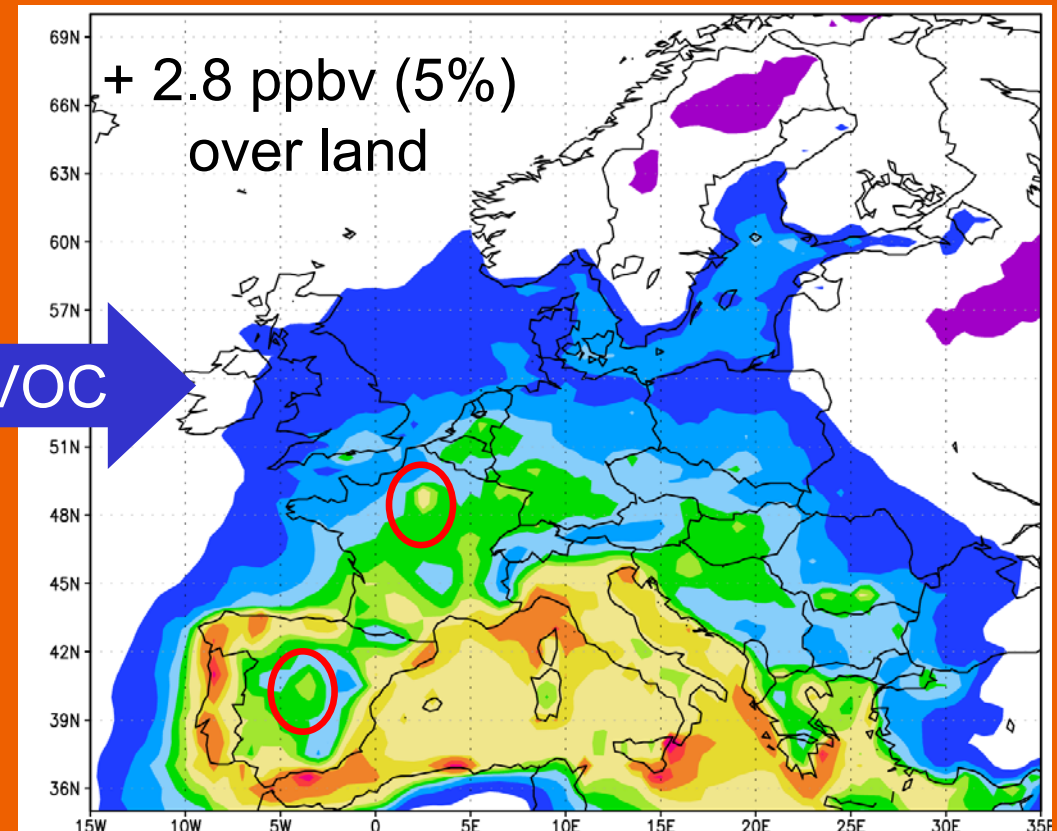 + 2.8 ppbv (5%)
over land
VOC
69N
66N
63N
60N
57N
51N
48N
45N
42N
39N
36N
15W 10W 5W 0 5E 10E 15E 20E 25E 30E 35E